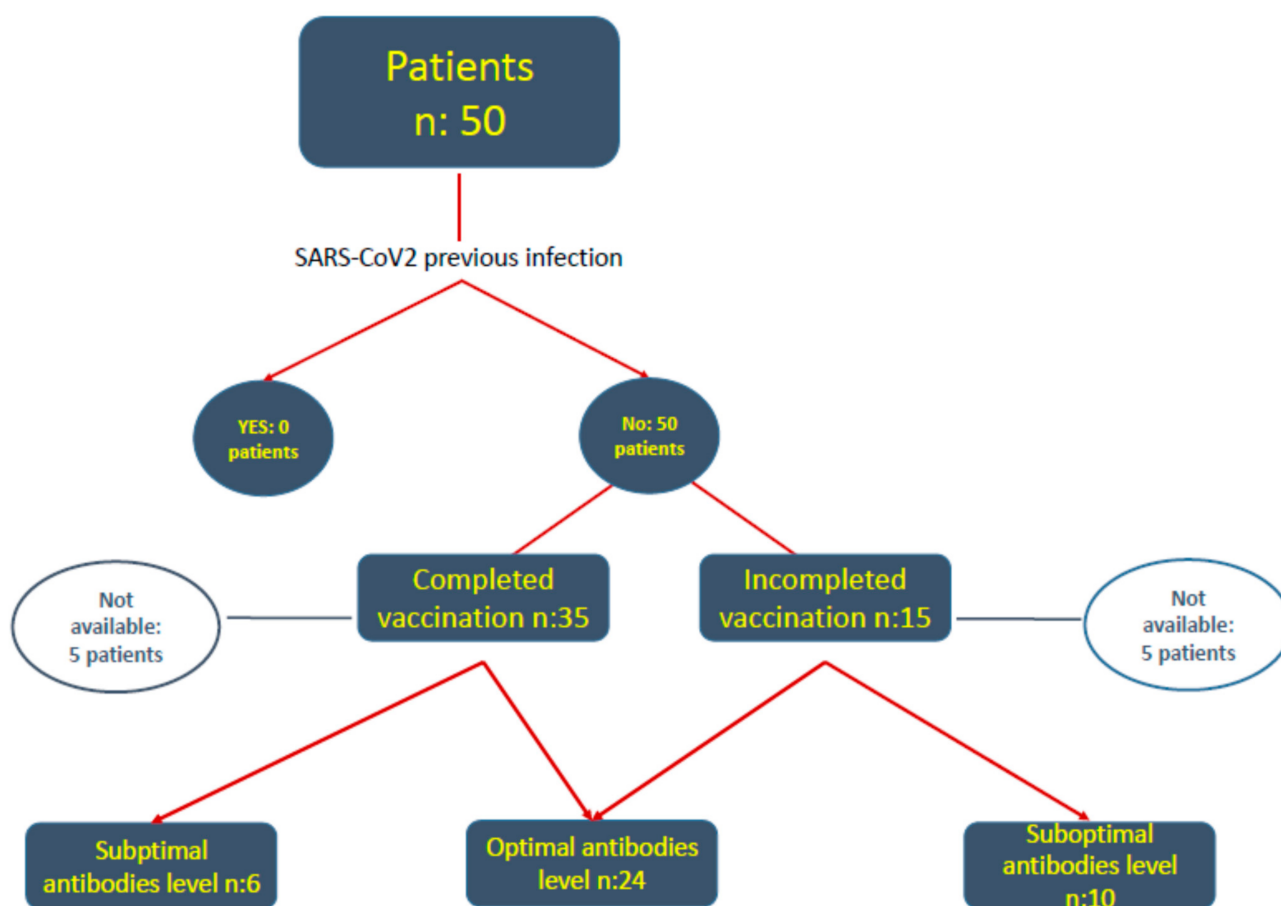 Patients
n: 50
SARS-CoV2 previous infection
YES: 0
patients
No: 50
patients
Not
available:
5 patients
Completed
vaccination n:35
Incompleted
vaccination n:15
Not
available:
5 patients
Subptimal
antibodies level n:6
Optimal antibodies
level n:24
Suboptimal
antibodies level
n:10